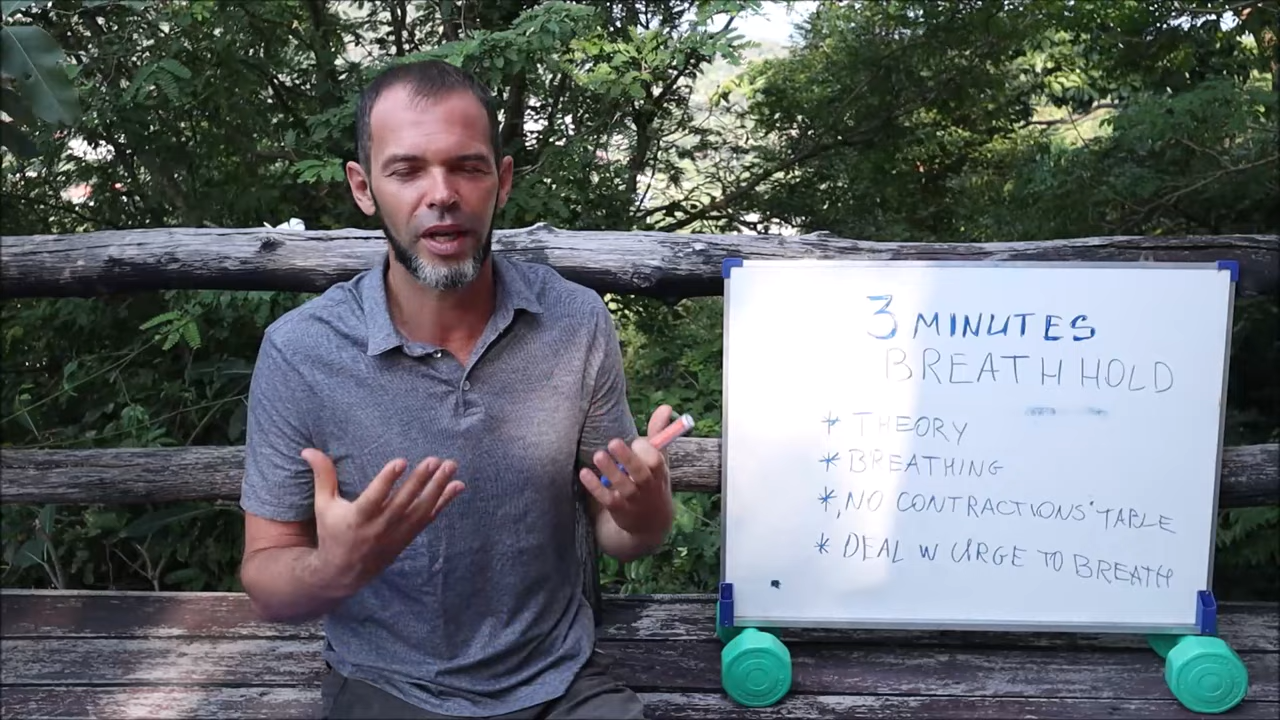 3 MINUTES
BREATH HOLD
* THEORY
* BREATHING
* "NO CONTRACTIONS" TABLE
* DEAL W URGE TO BREATH